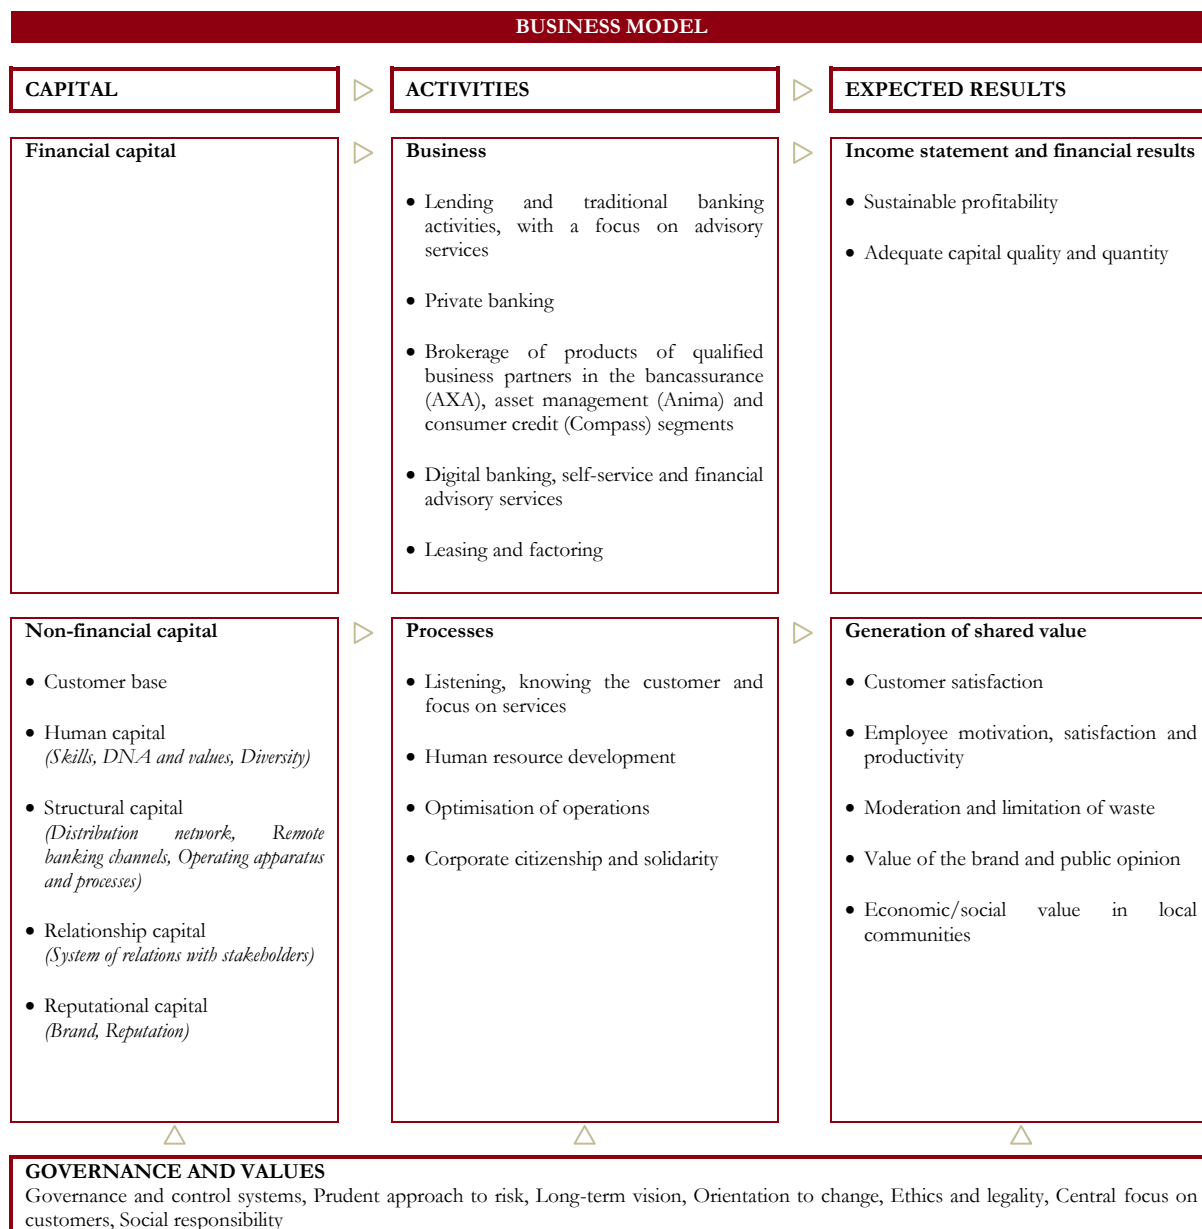 BUSINESS MODEL
CAPITAL
ACTIVITIES
EXPECTED RESULTS
Financial capital
Business
• Lending and traditional banking
activities, with a focus on advisory
services
• Private banking
• Brokerage of products of qualified
business partners in the bancassurance
(AXA), asset management (Anima) and
consumer credit (Compass) segments
• Digital banking, self-service and financial
advisory services
• Leasing and factoring
Income statement and financial results
• Sustainable profitability
• Adequate capital quality and quantity
Non-financial capital
• Customer base
• Human capital
(Skills, DNA and values, Diversity)
• Structural capital
(Distribution network, Remote
banking channels, Operating apparatus
and processes)
• Relationship capital
(System of relations with stakeholders)
• Reputational capital
(Brand, Reputation)
Processes
• Listening, knowing the customer and
focus on services
• Human resource development
• Optimisation of operations
• Corporate citizenship and solidarity
Generation of shared value
• Customer satisfaction
• Employee motivation, satisfaction and
productivity
• Moderation and limitation of waste
• Value of the brand and public opinion
• Economic/social value in local
communities
GOVERNANCE AND VALUES
Governance and control systems, Prudent approach to risk, Long-term vision, Orientation to change, Ethics and legality, Central focus on
customers, Social responsibility